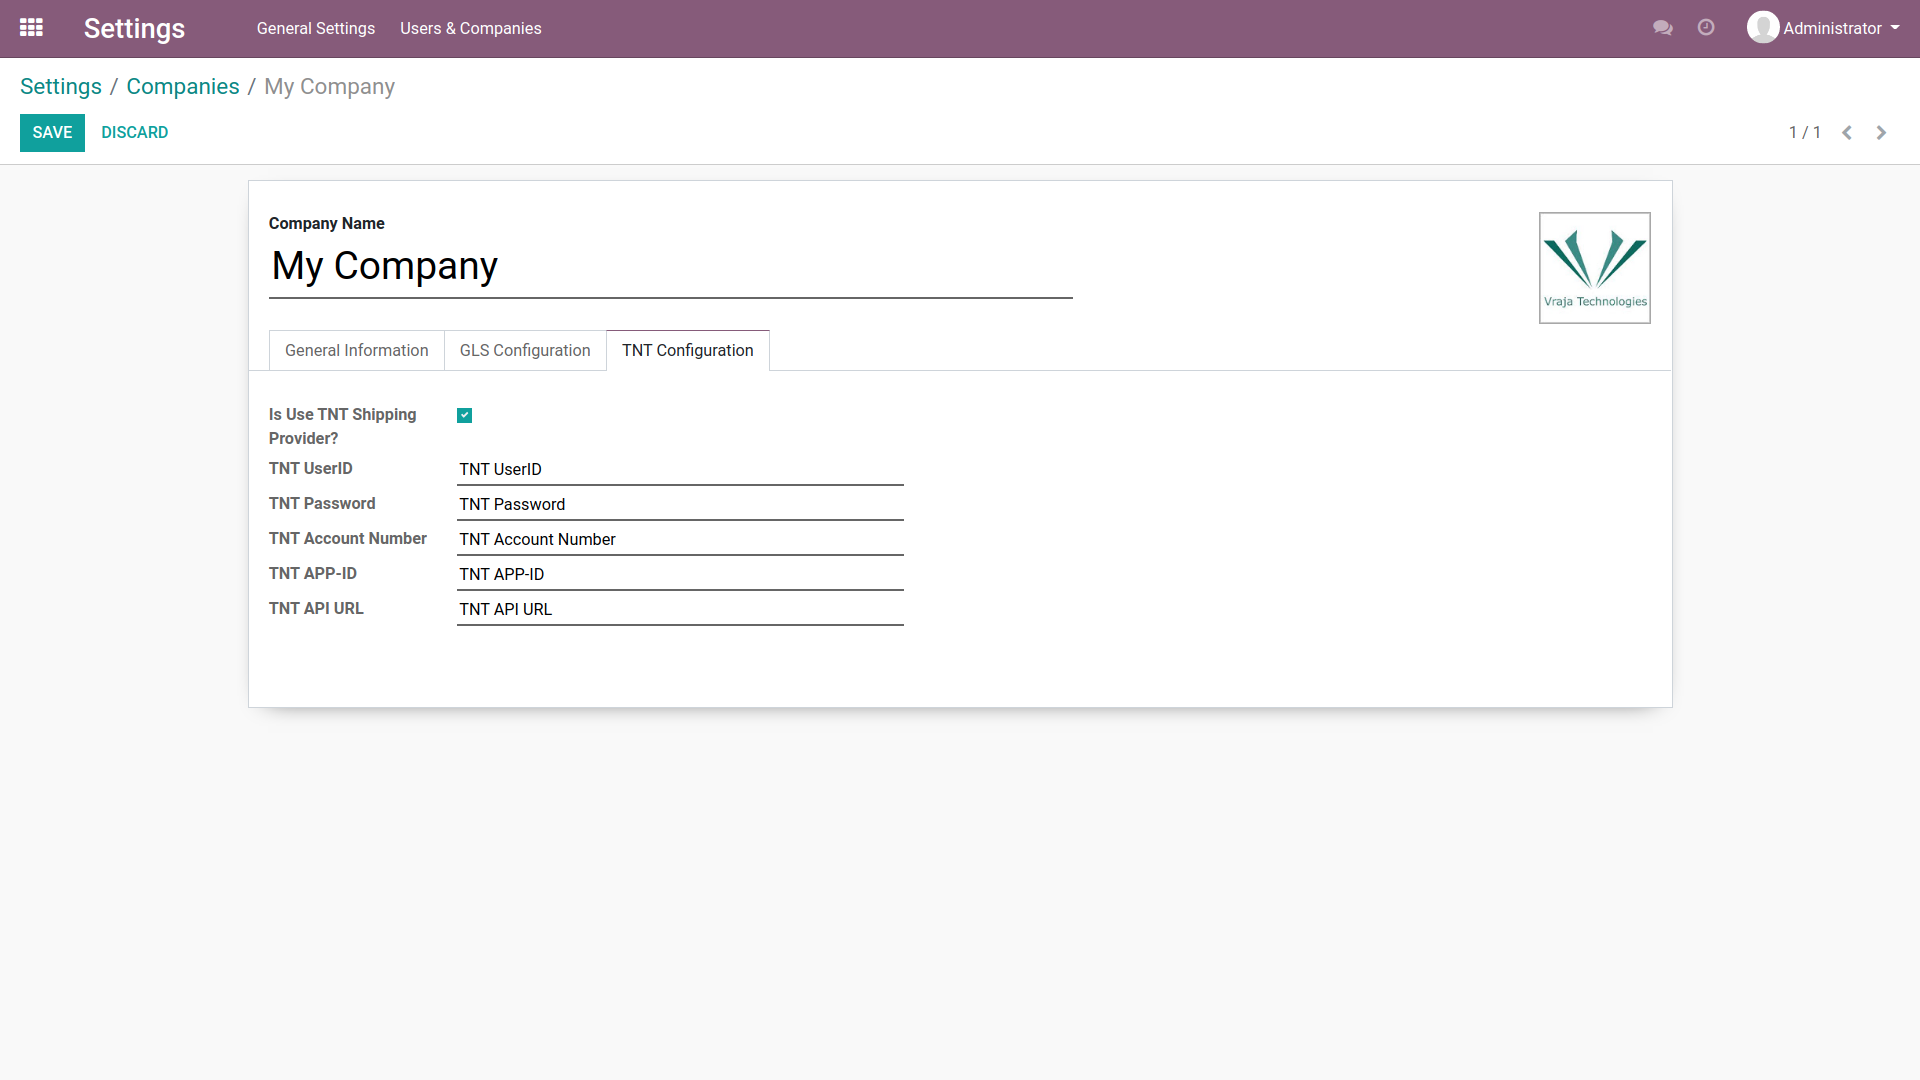 Settings General Settings Users & Companies Administrator
Settings / Companies / My Company
SAVE DISCARD 1 / 1
Company Name
My Company
Vraja Technologies
General Information GLS Configuration TNT Configuration
Is Use TNT Shipping
Provider?
TNT UserID TNT UserID
TNT Password TNT Password
TNT Account Number TNT Account Number
TNT APP-ID TNT APP-ID
TNT API URL TNT API URL